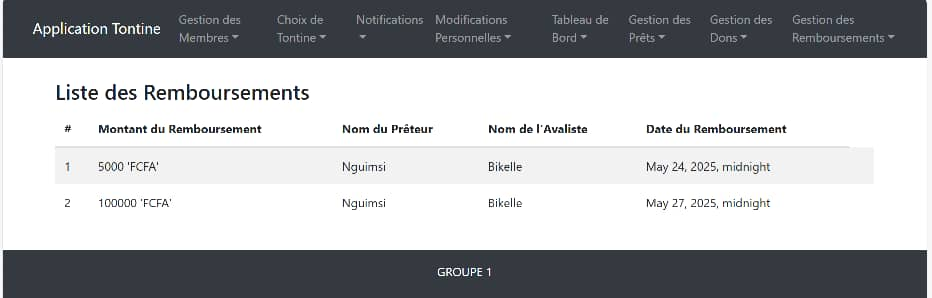 Application Tontine
Gestion des Membres
Choix de Tontine
Notifications
Modifications Personnelles
Tableau de Bord
Gestion des Prêts
Gestion des Dons
Gestion des Remboursements
Liste des Remboursements
# Montant du Remboursement Nom du Prêteur Nom de l'Avaliste Date du Remboursement
1 5000 'FCFA' Nguimsi Bikelle May 24, 2025, midnight
2 100000 'FCFA' Nguimsi Bikelle May 27, 2025, midnight
GROUPE 1